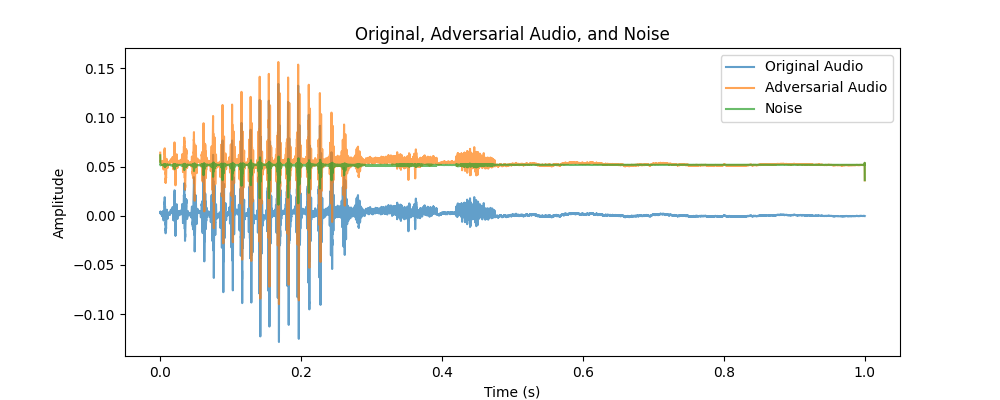 Original, Adversarial Audio, and Noise
Original Audio
Adversarial Audio
Noise
Amplitude
0.15
0.10
0.05
0.00
−0.05
−0.10
0.0 0.2 0.4 0.6 0.8 1.0
Time (s)